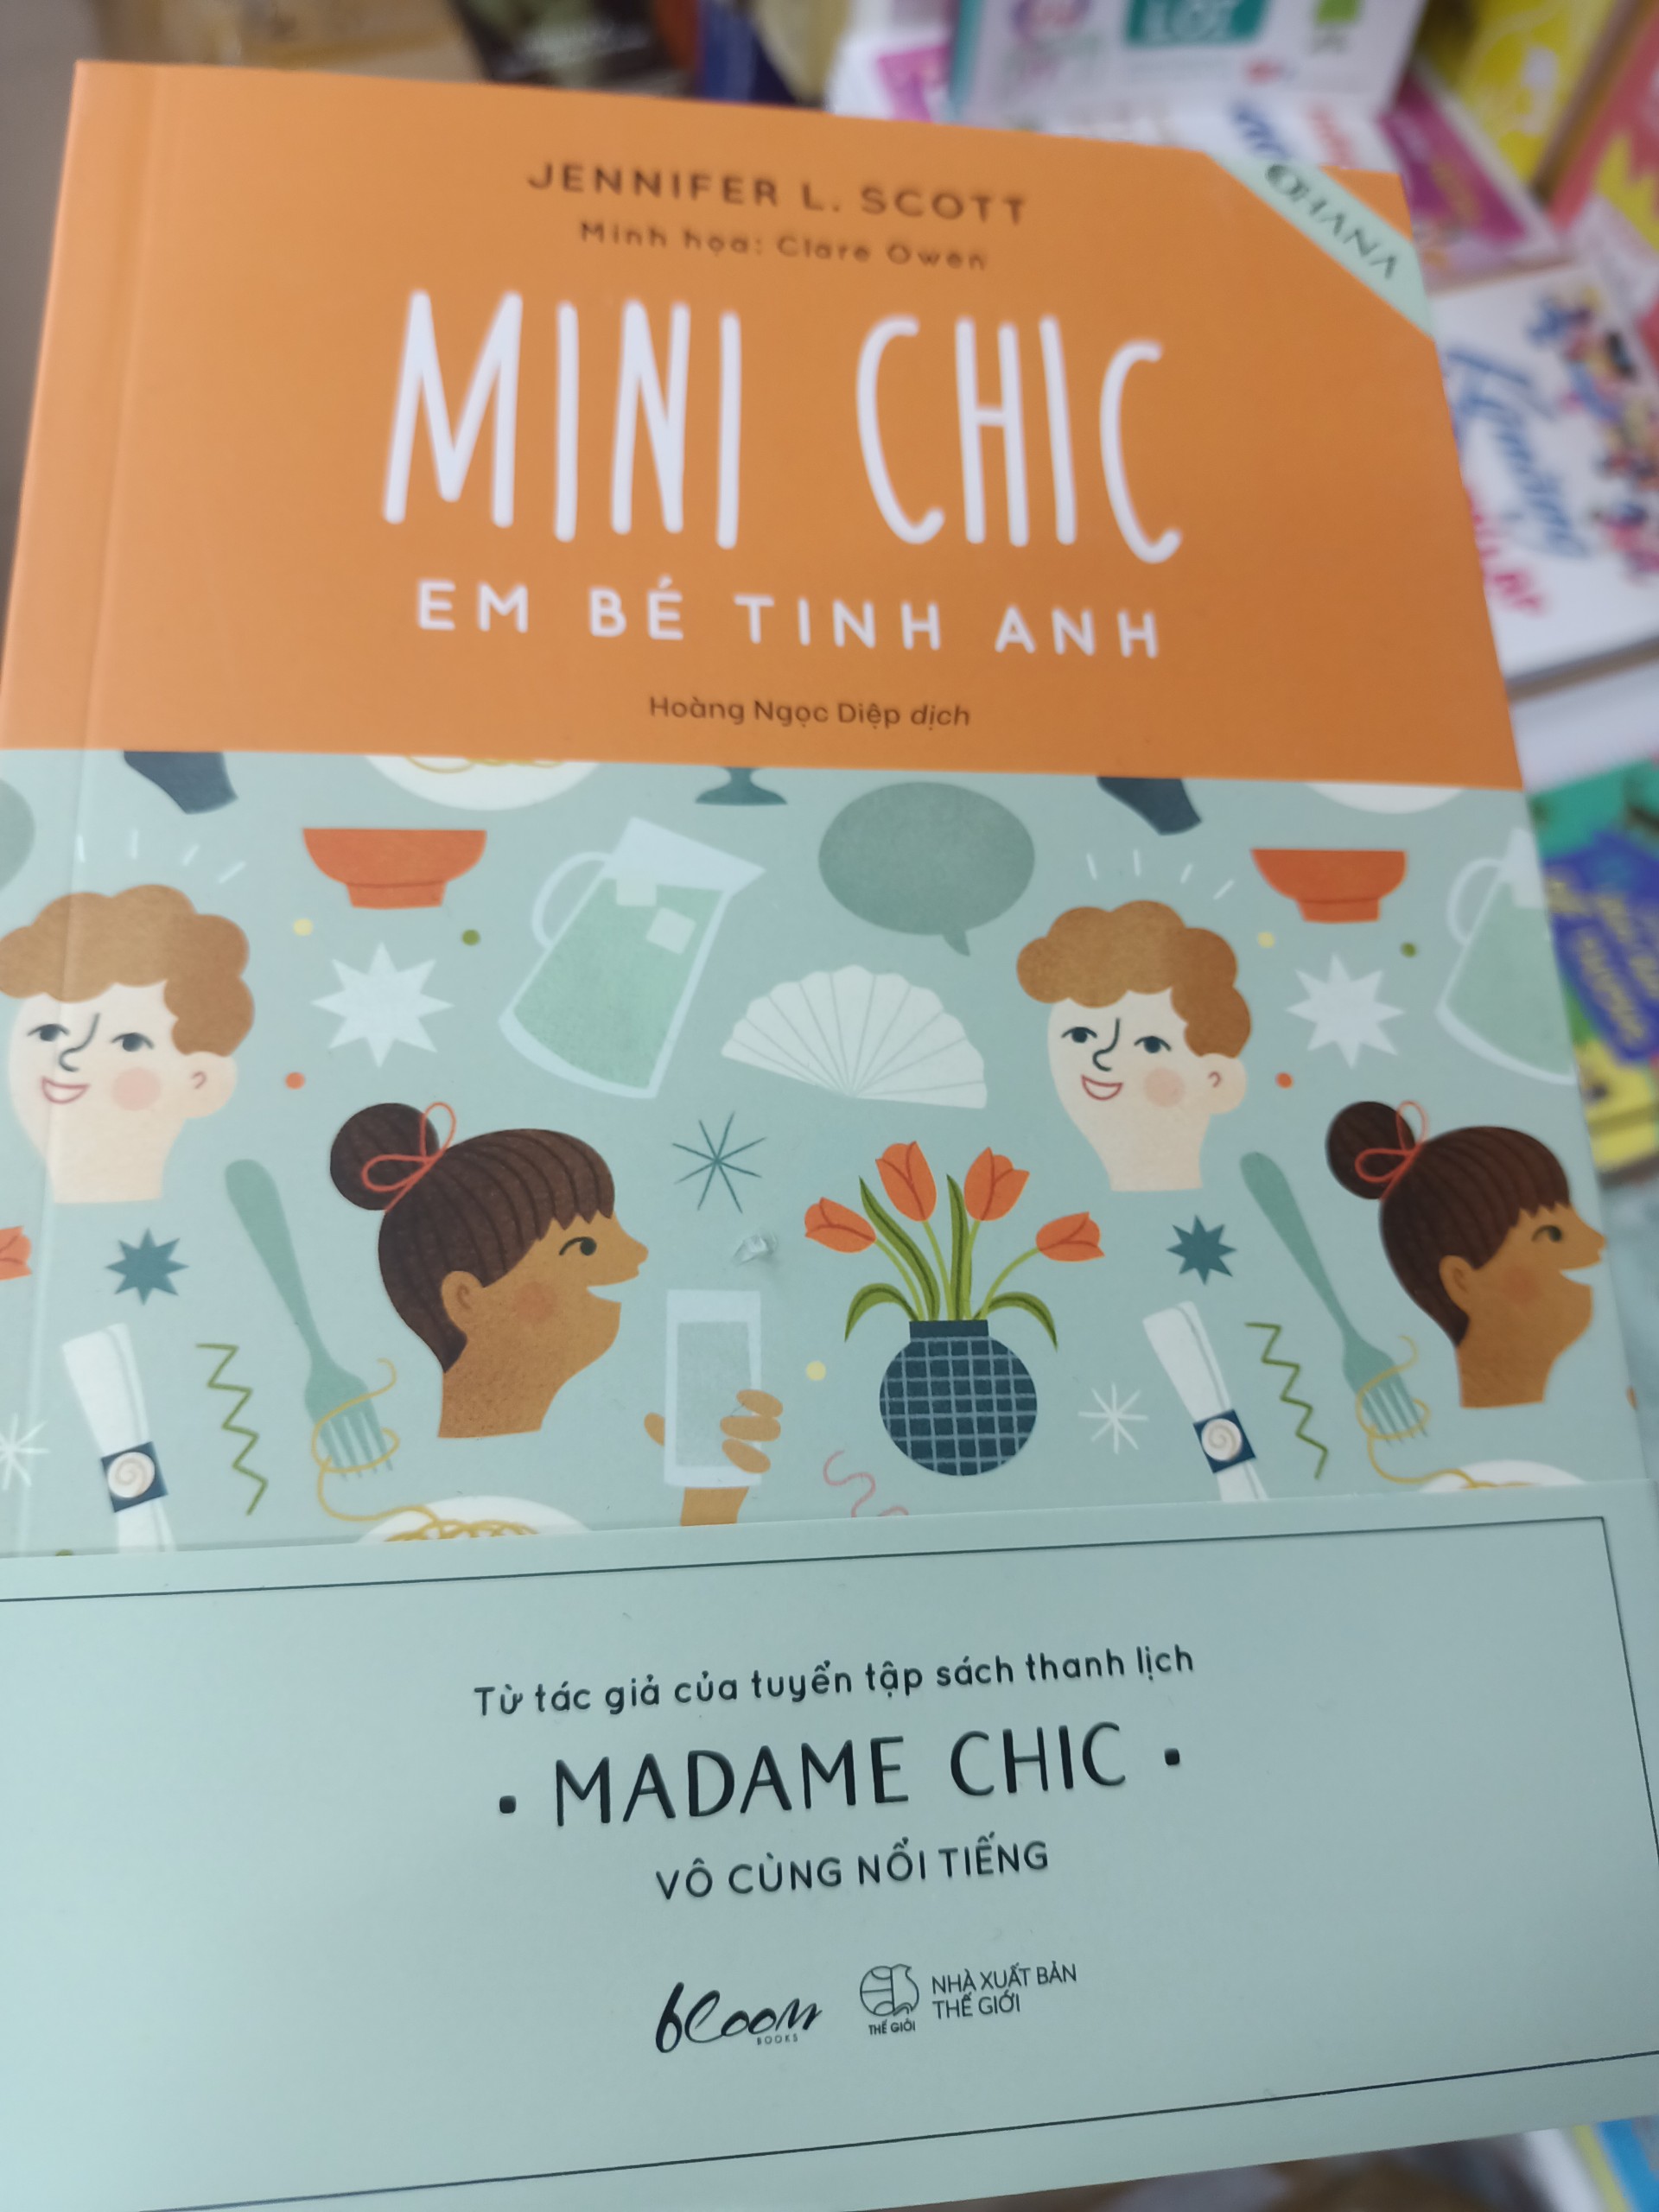 JENNIFER L. SCOTT
Minh họa: Clare Owen
OHANA
MINI CHIC
EM BÉ TINH ANH
Hoàng Ngọc Diệp dịch
Từ tác giả của tuyển tập sách thanh lịch
• MADAME CHIC •
VÔ CÙNG NỔI TIẾNG
bloom
BOOKS
THẾ GIỚI
NHÀ XUẤT BẢN
THẾ GIỚI